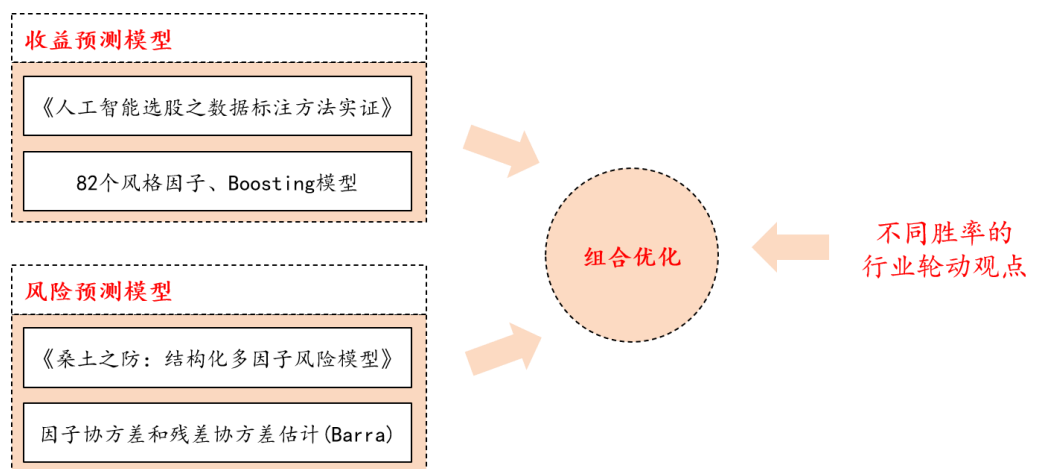 收益预测模型
《人工智能选股之数据标注方法实证》
82个风格因子、Boosting模型
风险预测模型
《桑土之防：结构化多因子风险模型》
因子协方差和残差协方差估计(Barra)
组合优化
不同胜率的
行业轮动观点